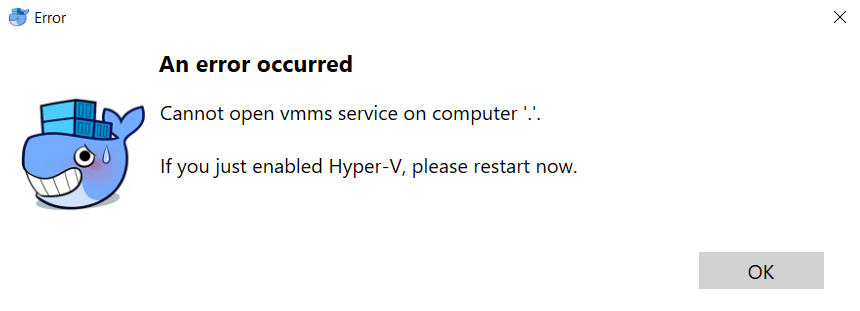 Error
An error occurred
Cannot open vmms service on computer '.'.
If you just enabled Hyper-V, please restart now.
OK